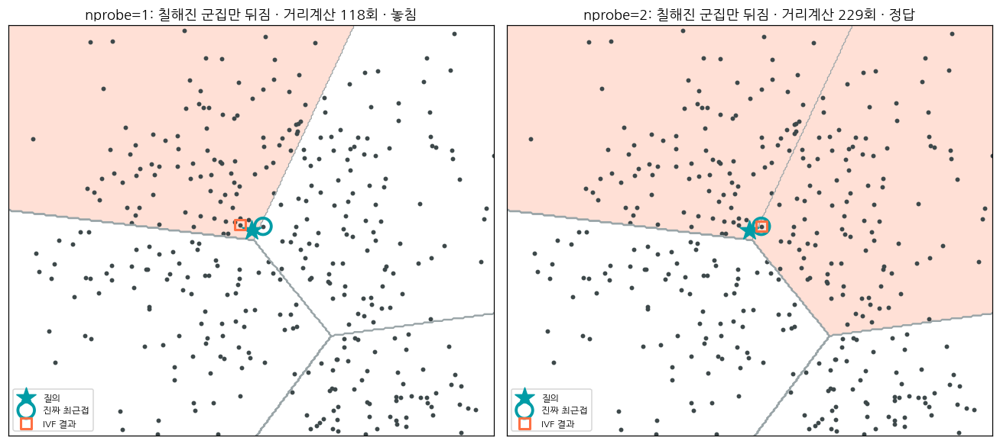 nprobe=1: 칠해진 군집만 뒤짐 · 거리계산 118회 · 놓침
질의
진짜 최근접
IVF 결과
nprobe=2: 칠해진 군집만 뒤짐 · 거리계산 229회 · 정답
질의
진짜 최근접
IVF 결과